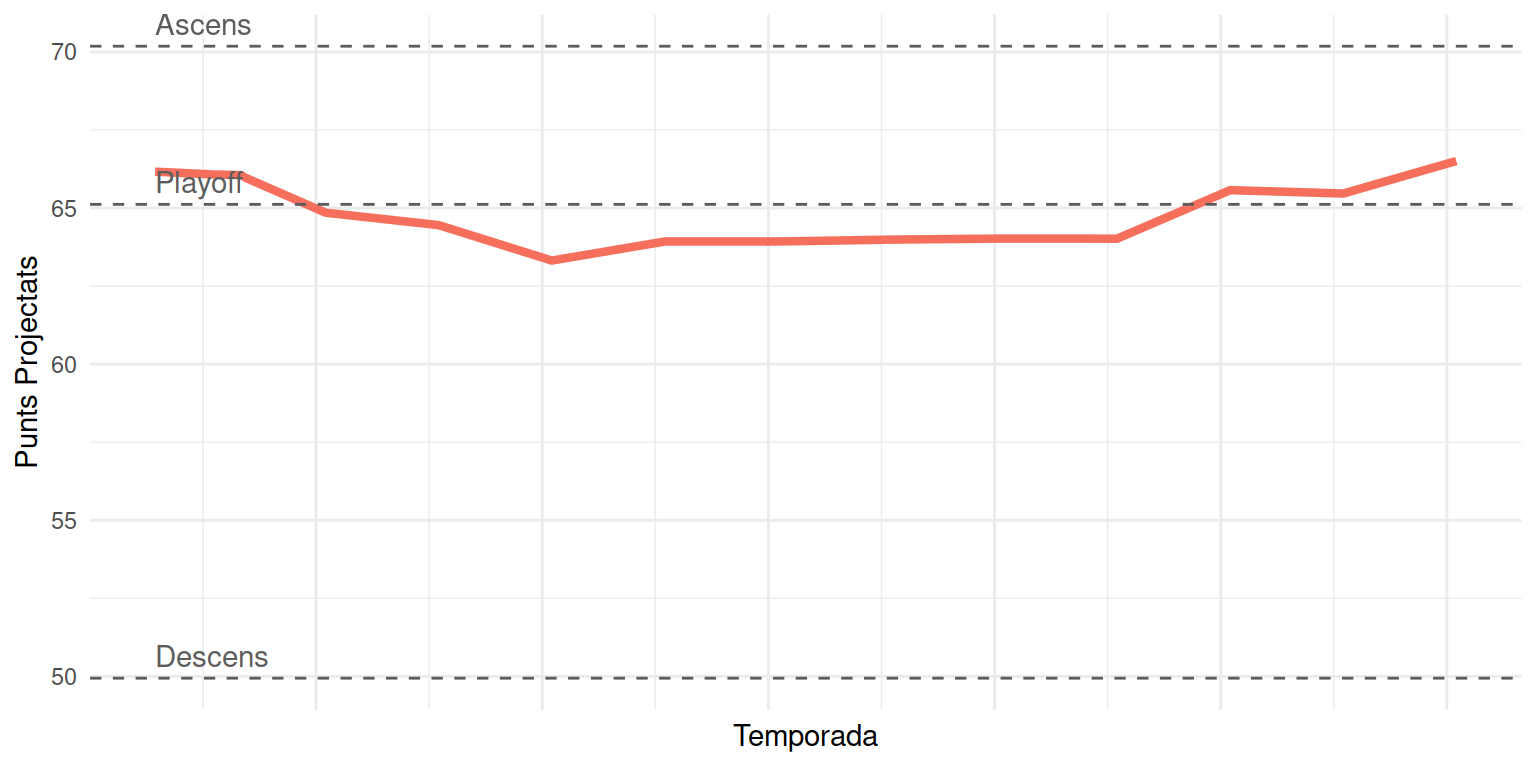 Ascens
70
Playoff
65
60
55
Descens
50
Punts Projectats
Temporada